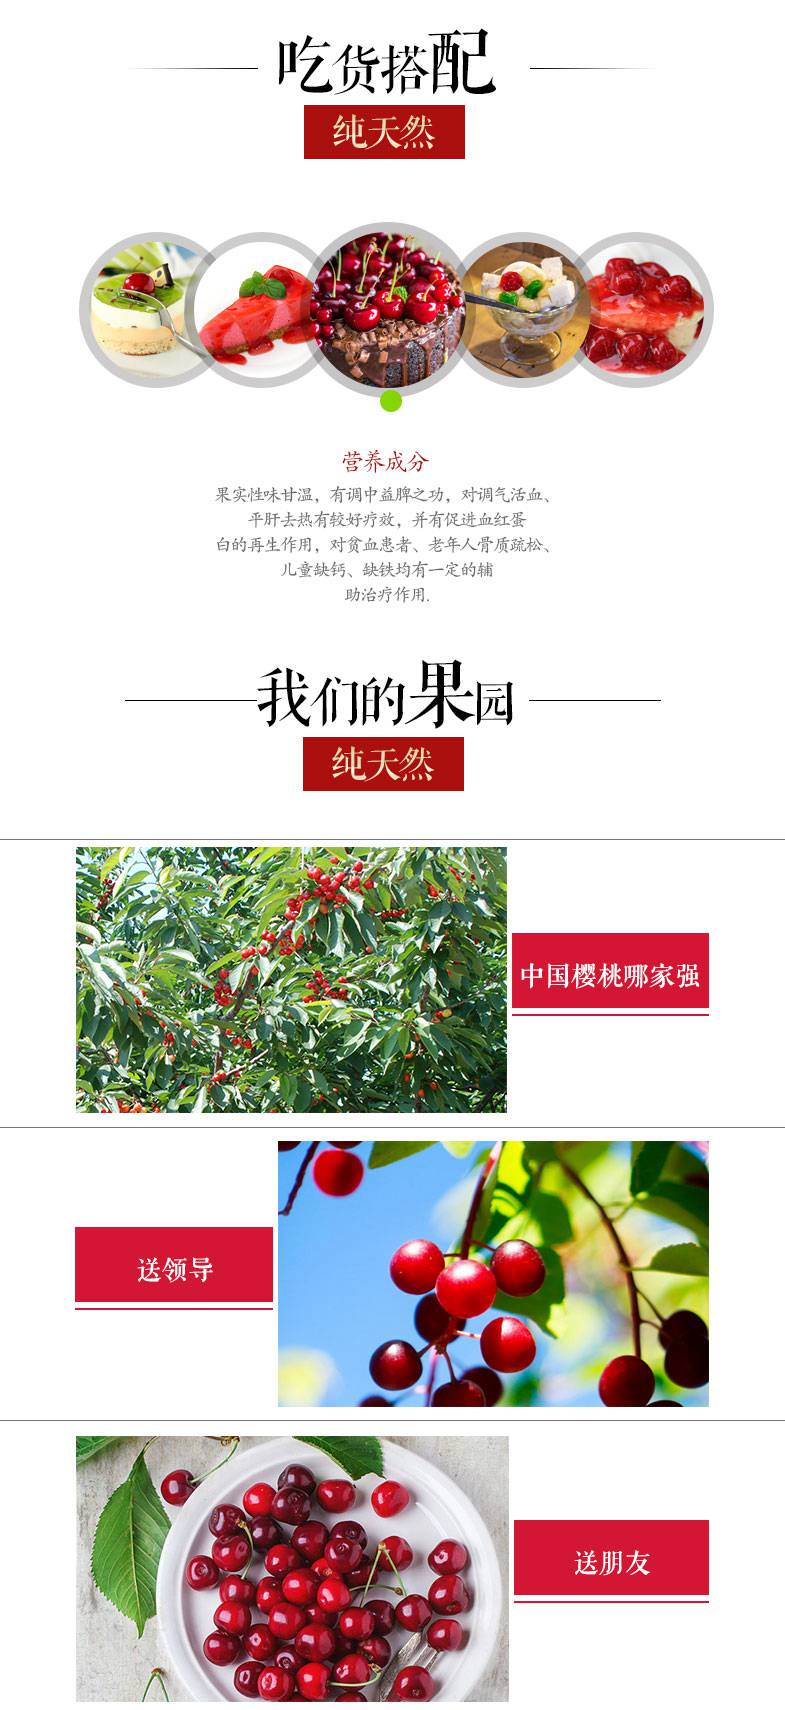 吃货搭配
纯天然
营养成分
果实性味甘温，有调中益脾之功，对调气活血、
平肝去热有较好疗效，并有促进血红蛋
白的再生作用，对贫血患者、老年人骨质疏松、
儿童缺钙、缺铁均有一定的辅
助治疗作用.
我们的果园
纯天然
中国樱桃哪家强
送领导
送朋友